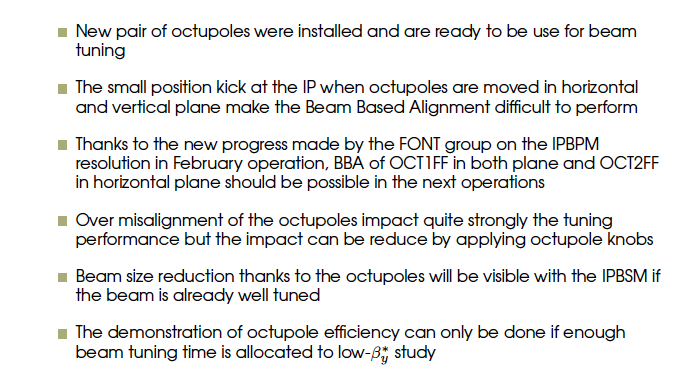 New pair of octupoles were installed and are ready to be use for beam
tuning
The small position kick at the IP when octupoles are moved in horizontal
and vertical plane make the Beam Based Alignment difficult to perform
Thanks to the new progress made by the FONT group on the IPBPM
resolution in February operation, BBA of OCT1FF in both plane and OCT2FF
in horizontal plane should be possible in the next operations
Over misalignment of the octupoles impact quite strongly the tuning
performance but the impact can be reduce by applying octupole knobs
Beam size reduction thanks to the octupoles will be visible with the IPBSM if
the beam is already well tuned
The demonstration of octupole efficiency can only be done if enough
beam tuning time is allocated to low-β*y study